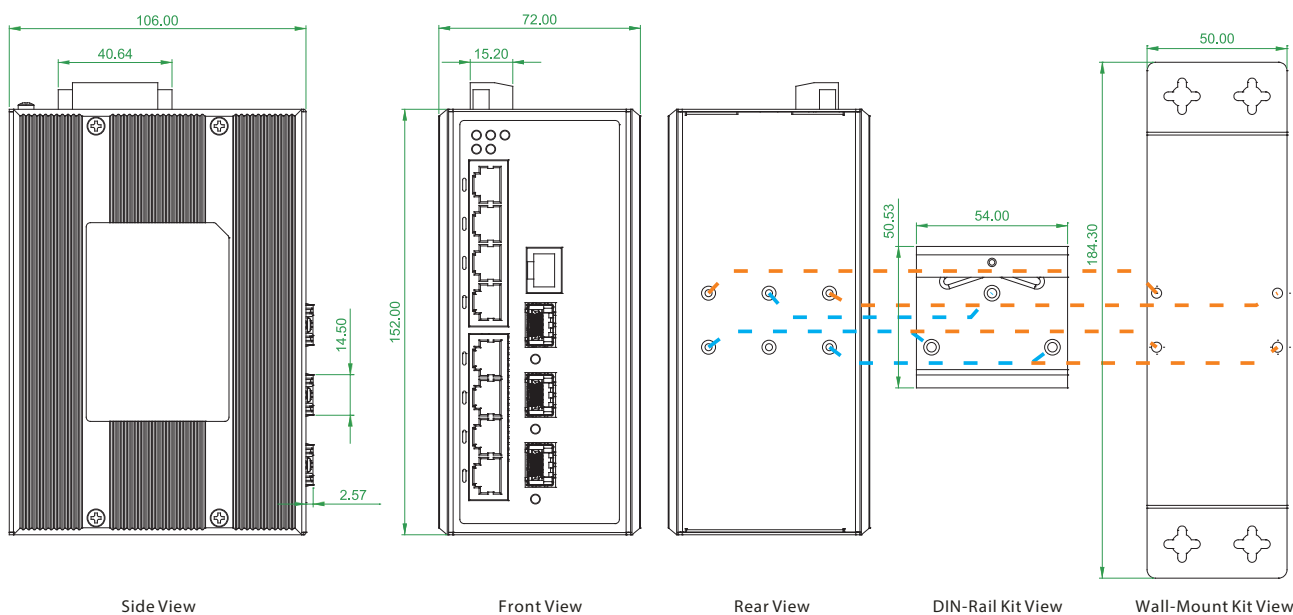 106.00
40.64
72.00
15.20
50.00
54.00
50.53
184.30
152.00
14.50
2.57
Side View
Front View
Rear View
DIN-Rail Kit View
Wall-Mount Kit View